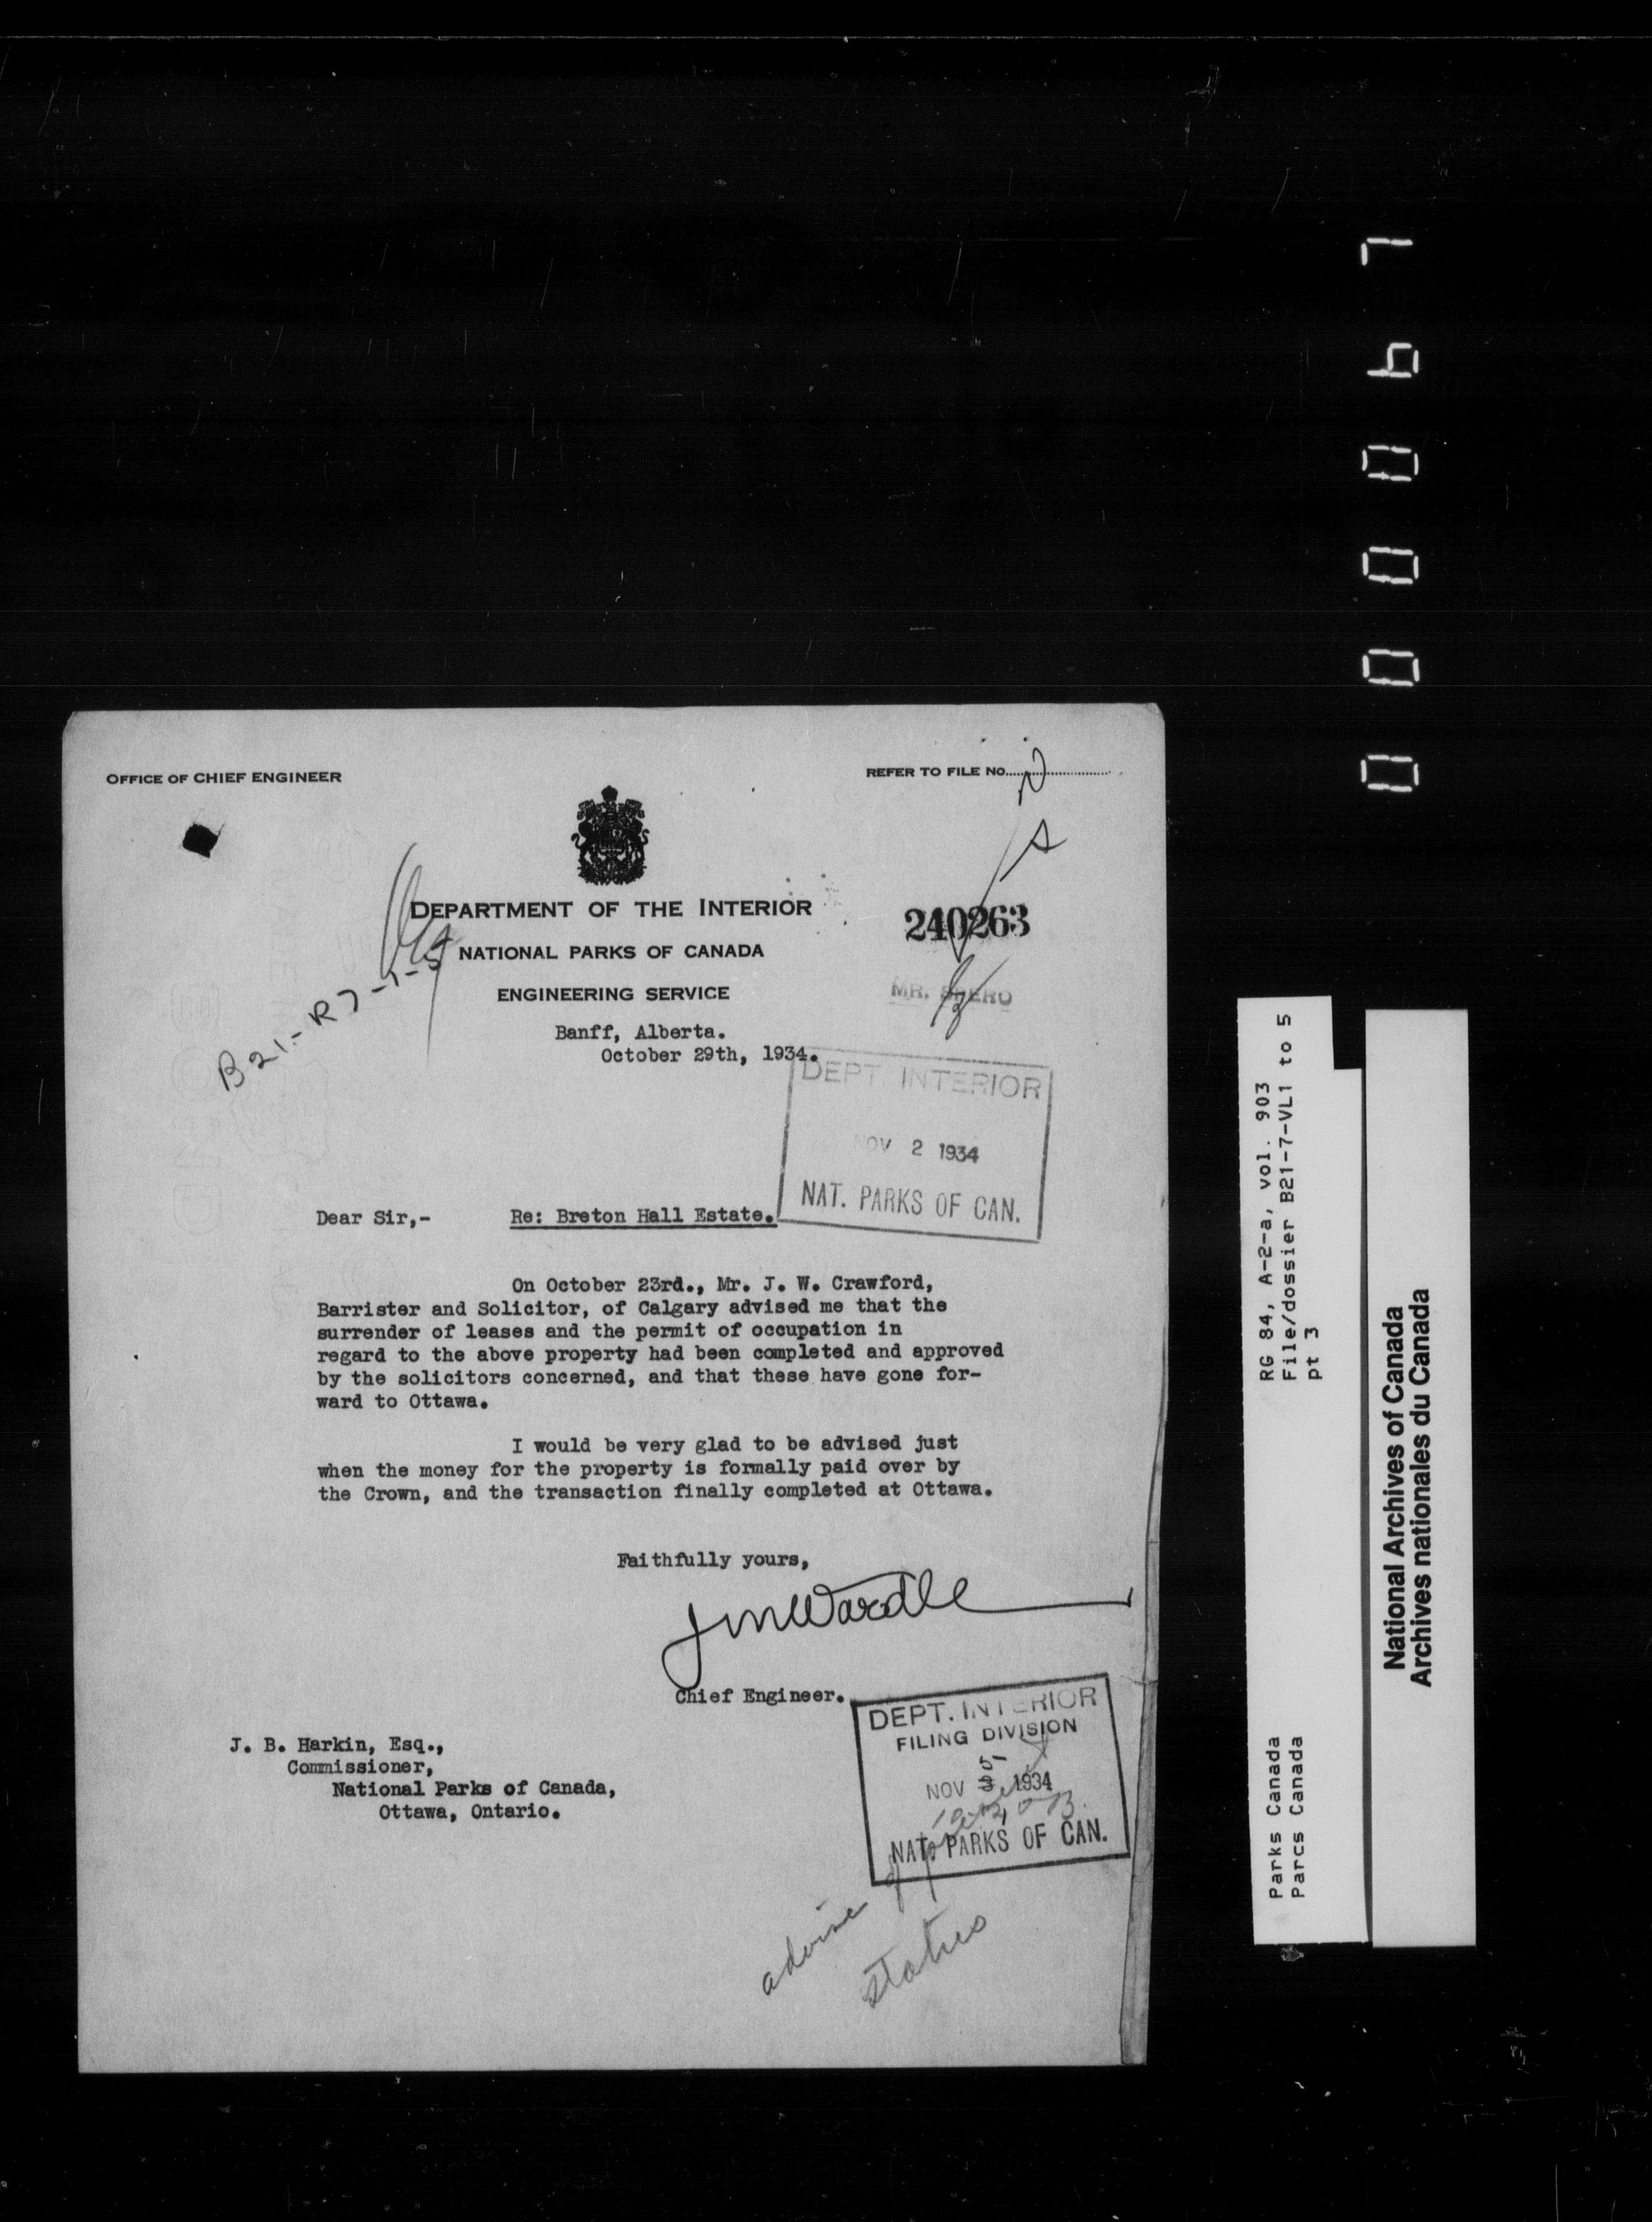 OFFICE OF CHIEF ENGINEER
REFER TO FILE NO.
DEPARTMENT OF THE INTERIOR
NATIONAL PARKS OF CANADA
ENGINEERING SERVICE
240263
MR. SPERO
B21-R7-1-5
Banff, Alberta.
October 29th, 1934.
DEPT. INTERIOR
NOV 2 1934
NAT. PARKS OF CAN.
Dear Sir,- Re: Breton Hall Estate.
On October 23rd., Mr. J. W. Crawford,
Barrister and Solicitor, of Calgary advised me that the
surrender of leases and the permit of occupation in
regard to the above property had been completed and approved
by the solicitors concerned, and that these have gone for-
ward to Ottawa.
I would be very glad to be advised just
when the money for the property is formally paid over by
the Crown, and the transaction finally completed at Ottawa.
Faithfully yours,
JMWardle
Chief Engineer.
DEPT. INTERIOR
FILING DIVISION
NOV 5 1934
NAT. PARKS OF CAN.
J. B. Harkin, Esq.,
Commissioner,
National Parks of Canada,
Ottawa, Ontario.
advise of present
status
000047
RG 84, A-2-a, vol. 903
File/dossier B21-7-VL1 to 5
pt 3
Parks Canada
Parcs Canada
National Archives of Canada
Archives nationales du Canada